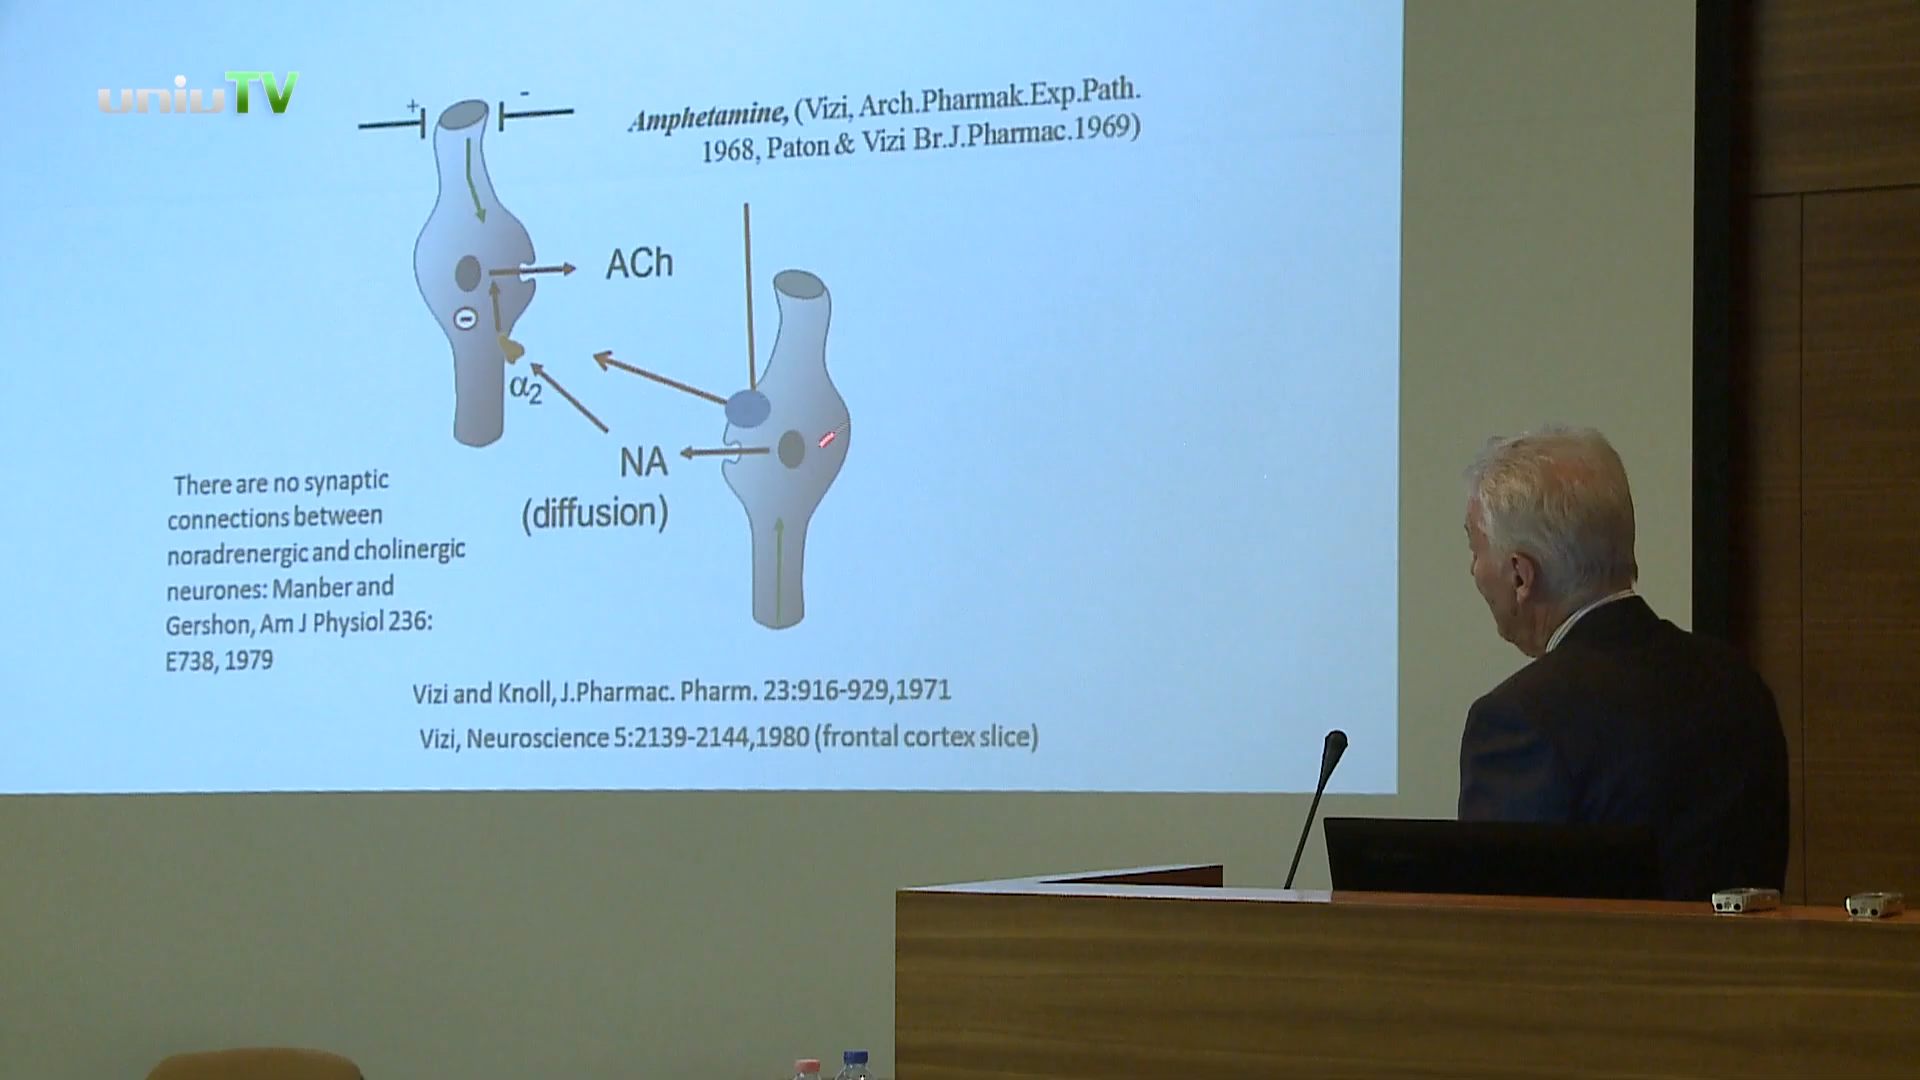 uniuTV
+
-
Amphetamine, (Vizi, Arch.Pharmak.Exp.Path.
1968, Paton & Vizi Br.J.Pharmac.1969)
ACh
α2
NA
(diffusion)
There are no synaptic
connections between
noradrenergic and cholinergic
neurones: Manber and
Gershon, Am J Physiol 236:
E738, 1979
Vizi and Knoll, J.Pharmac. Pharm. 23:916-929,1971
Vizi, Neuroscience 5:2139-2144,1980 (frontal cortex slice)